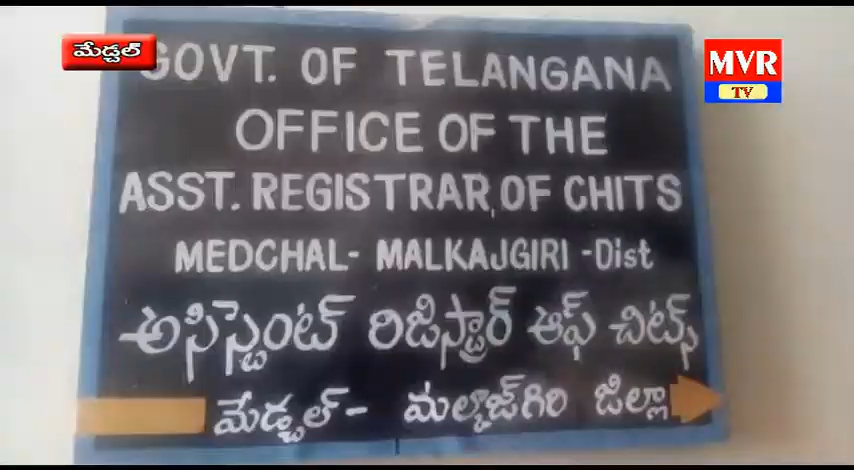 మేడ్చల్
MVR
TV
GOVT. OF TELANGANA
OFFICE OF THE
ASST. REGISTRAR, OF CHITS
MEDCHAL- MALKAJGIRI -Dist
అసిస్టెంట్ రిజిస్ట్రార్ ఆఫ్ చిట్స్
మేడ్చల్- మల్కాజ్‌గిరి జిల్లా